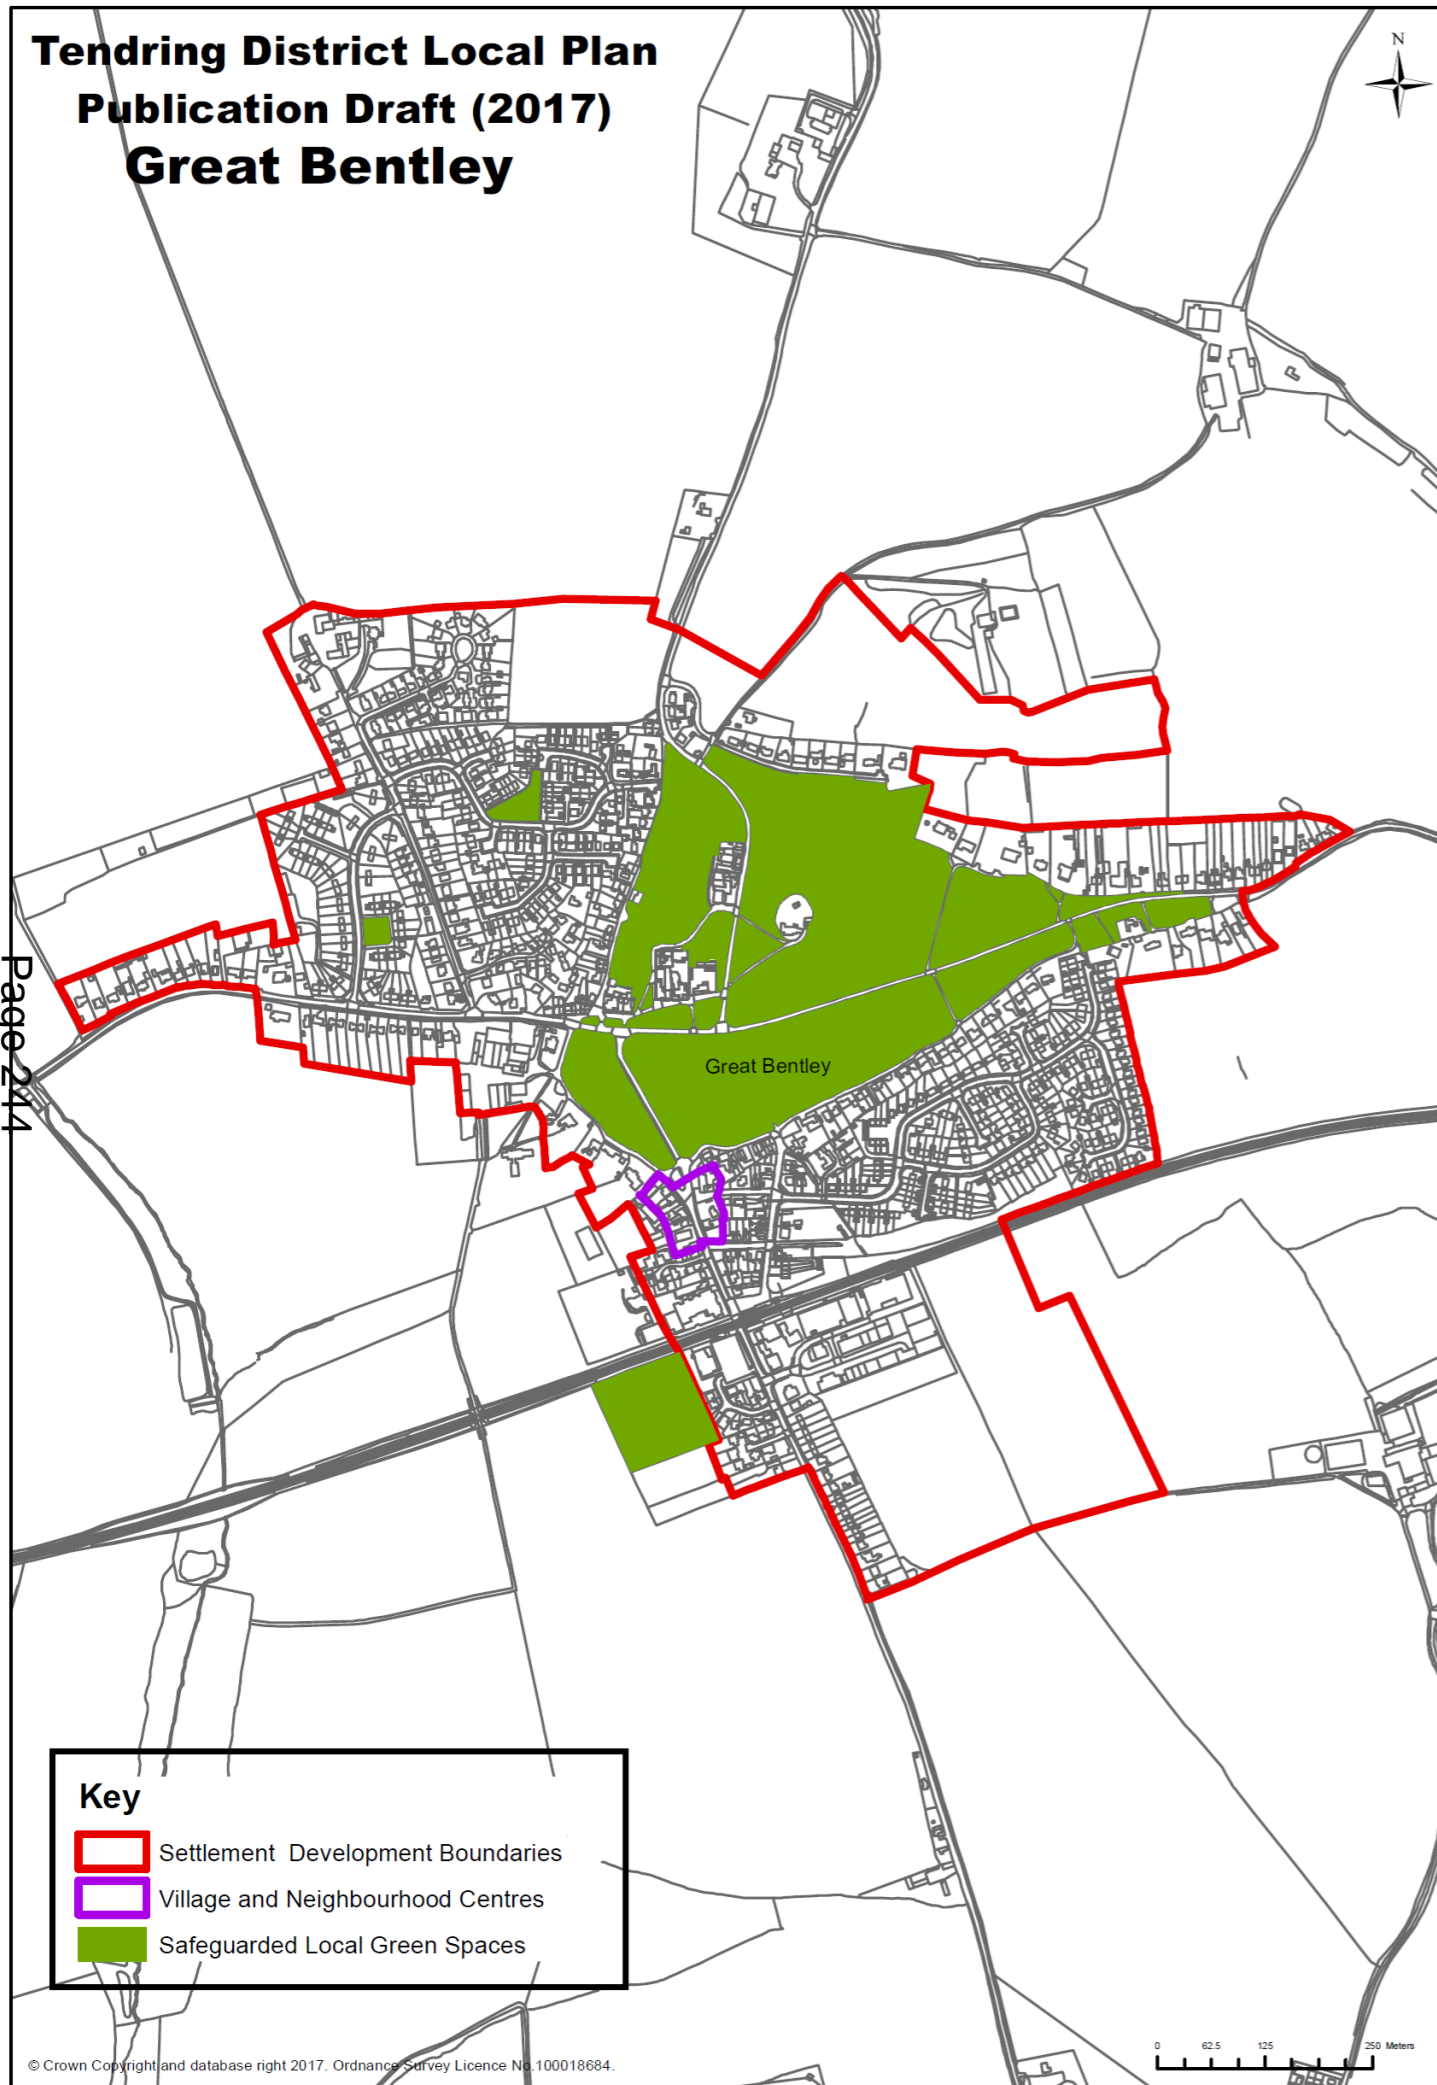 Tendring District Local Plan
Publication Draft (2017)
Great Bentley
N
Page 244
Great Bentley
Key
Settlement Development Boundaries
Village and Neighbourhood Centres
Safeguarded Local Green Spaces
© Crown Copyright and database right 2017. Ordnance Survey Licence No.100018684.
0 62.5 125 250 Meters